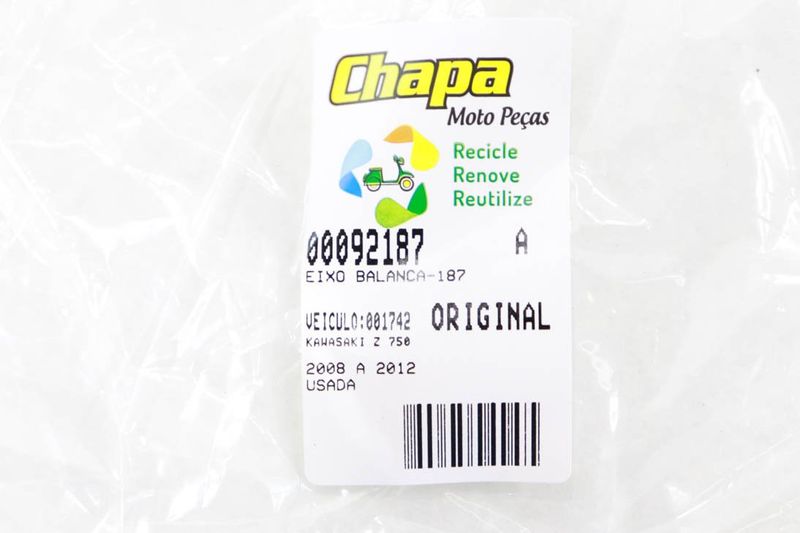 Chapa
Moto Peças
Recicle
Renove
Reutilize
00092187 A
EIXO BALANCA-187
VEICULO:001742 ORIGINAL
KAWASAKI Z 750
2008 A 2012
USADA